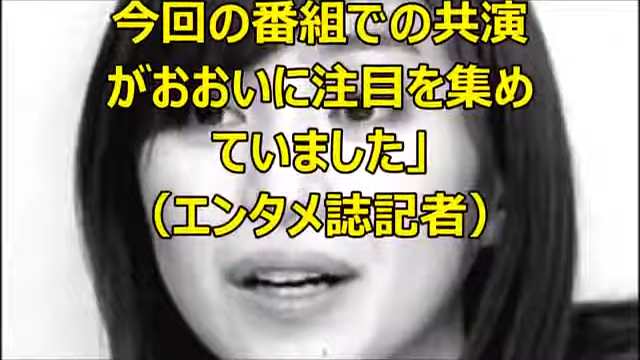 今回の番組での共演
がおおいに注目を集め
ていました」
（エンタメ誌記者）